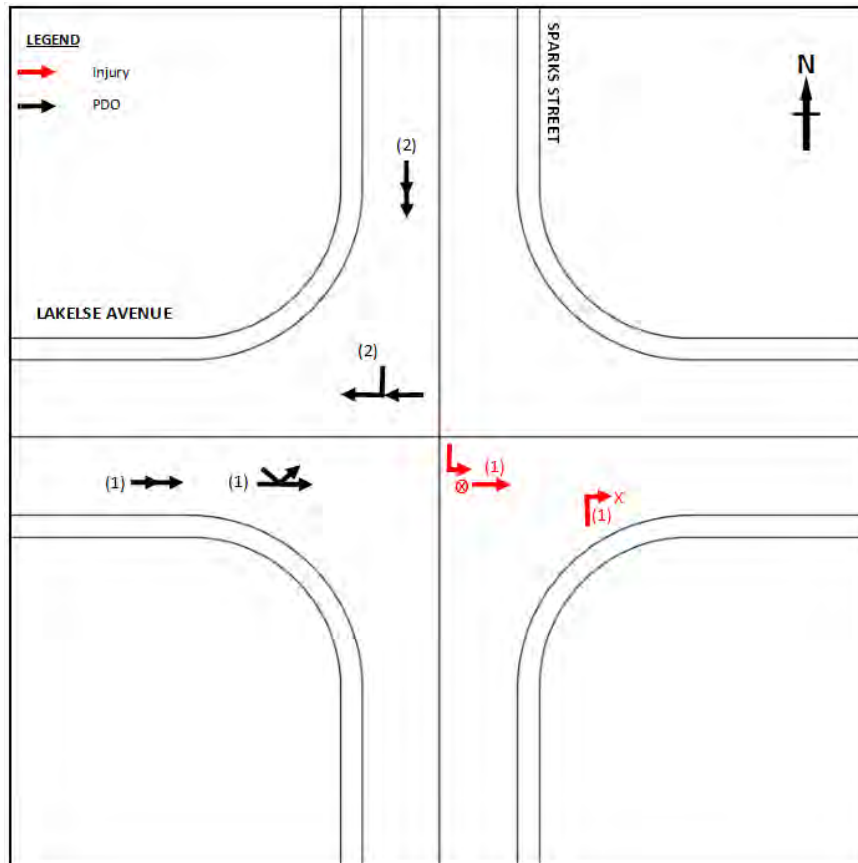 LEGEND
Injury
PDO
SPARKS STREET
N
(2)
LAKELSE AVENUE
(2)
(1)
(1)
(1)
X
(1)